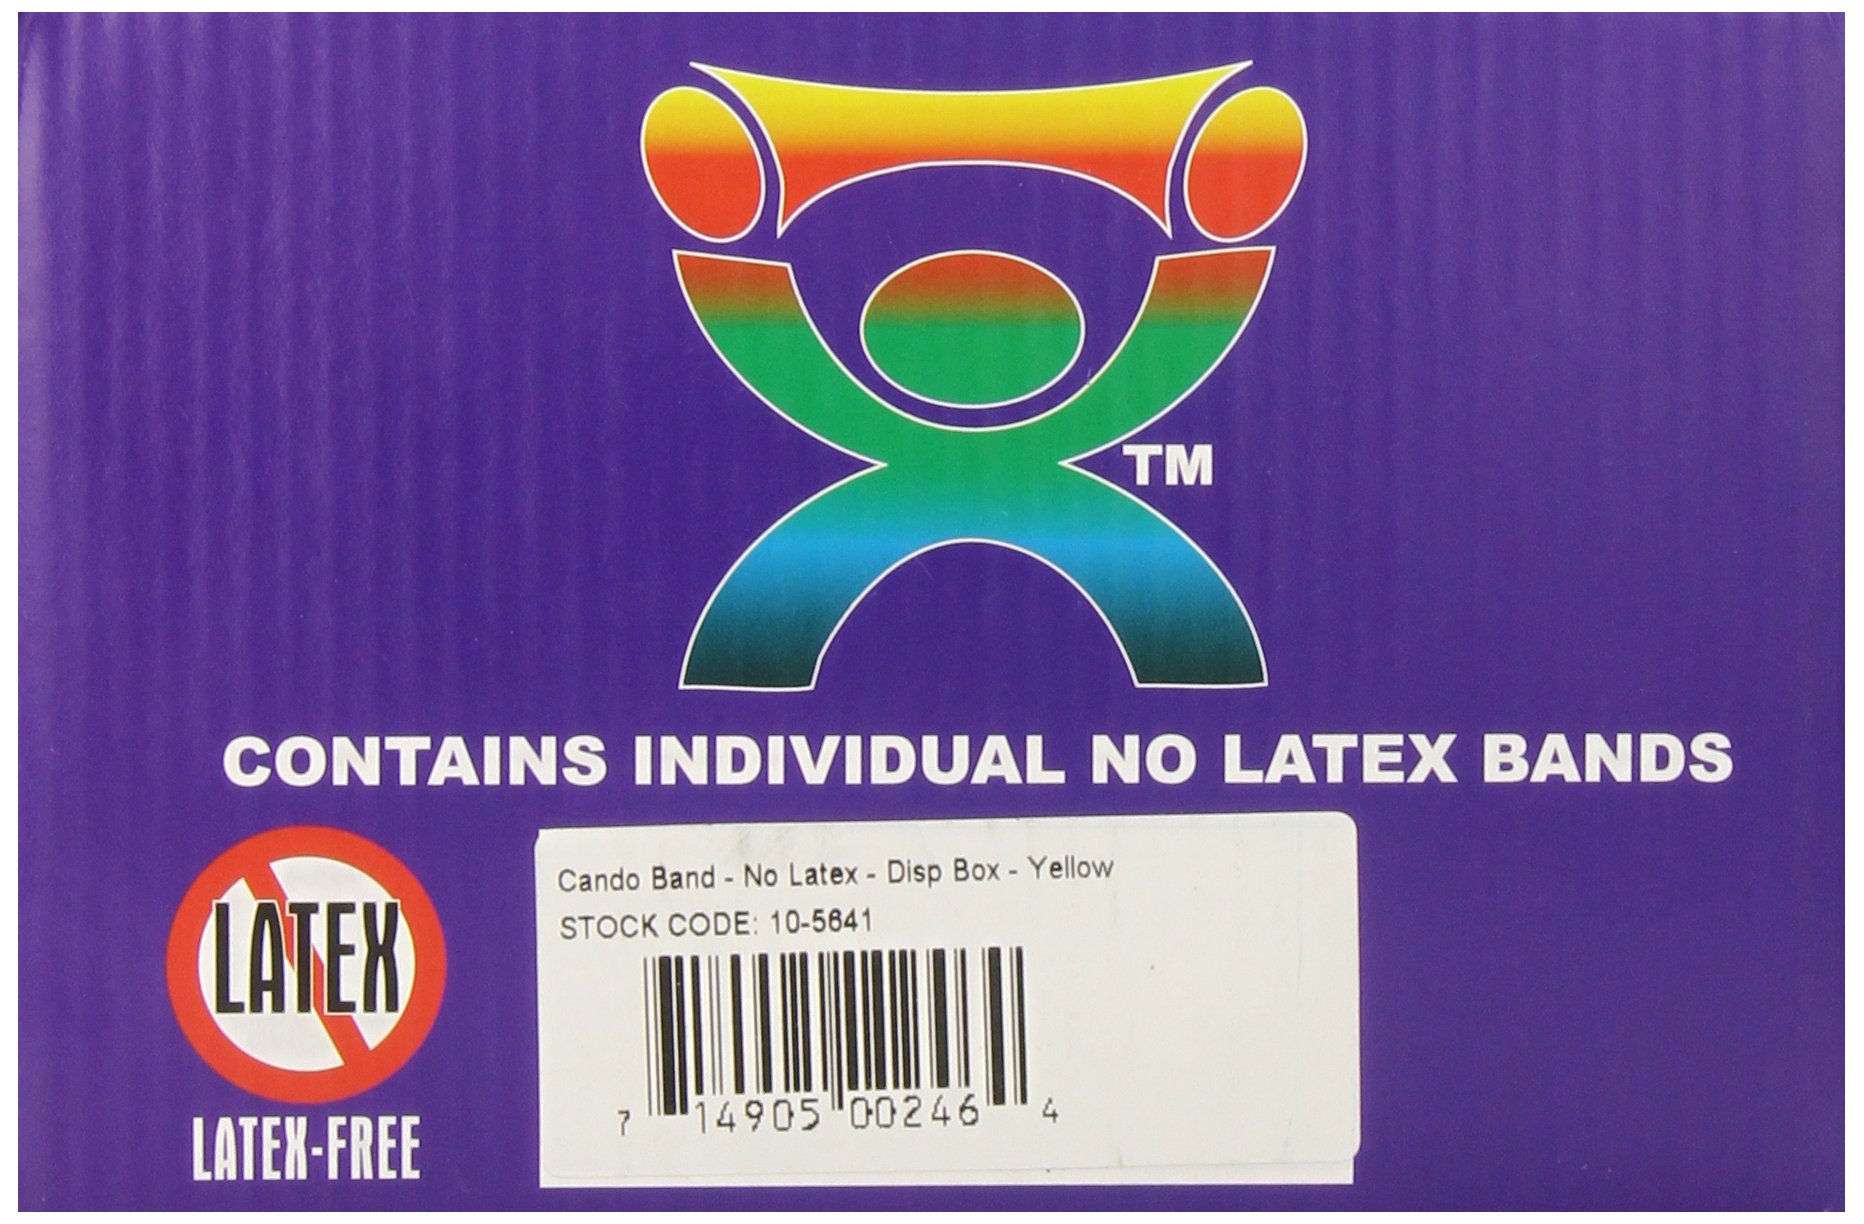 TM
CONTAINS INDIVIDUAL NO LATEX BANDS
LATEX
LATEX-FREE
Cando Band - No Latex - Disp Box - Yellow
STOCK CODE: 10-5641
7 14905 00246 4